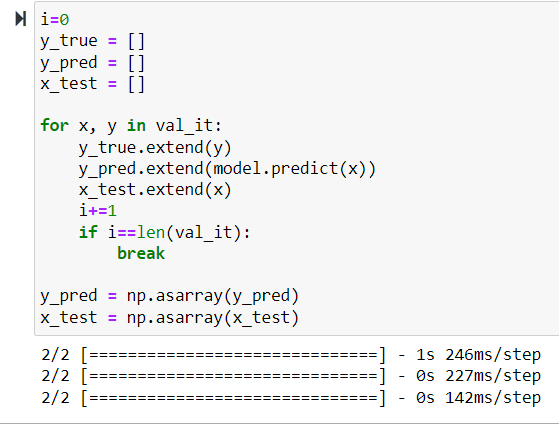 i=0
y_true = []
y_pred = []
x_test = []
for x, y in val_it:
    y_true.extend(y)
    y_pred.extend(model.predict(x))
    x_test.extend(x)
    i+=1
    if i==len(val_it):
        break
y_pred = np.asarray(y_pred)
x_test = np.asarray(x_test)
2/2 [==============================] - 1s 246ms/step
2/2 [==============================] - 0s 227ms/step
2/2 [==============================] - 0s 142ms/step